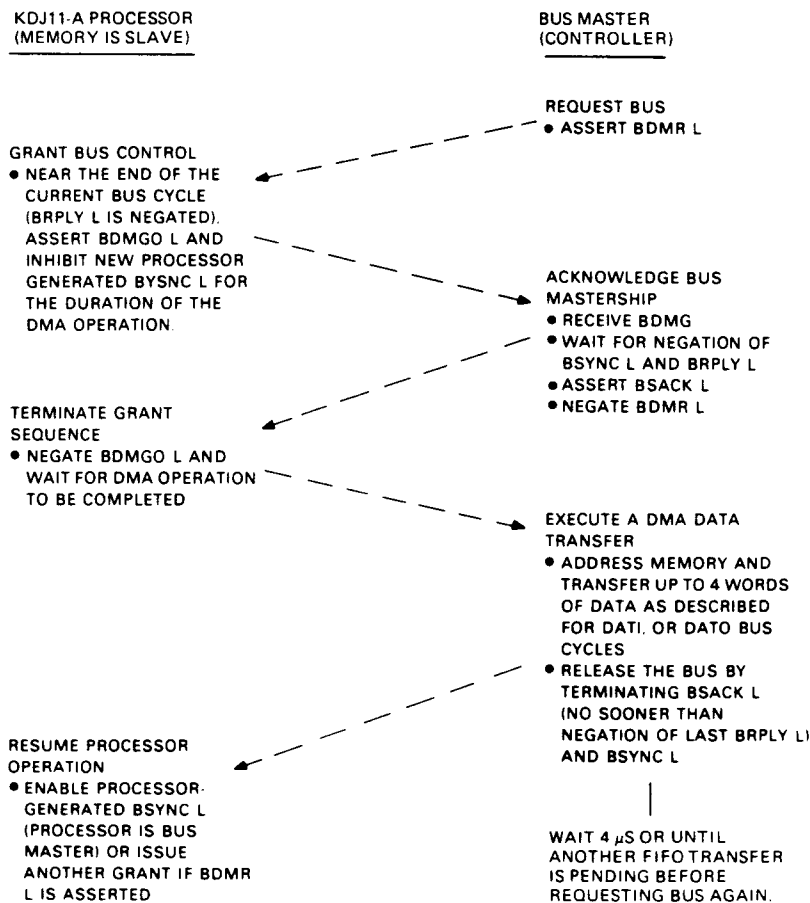 KDJ11-A PROCESSOR
(MEMORY IS SLAVE)
BUS MASTER
(CONTROLLER)
REQUEST BUS
• ASSERT BDMR L
GRANT BUS CONTROL
• NEAR THE END OF THE
CURRENT BUS CYCLE
(BRPLY L IS NEGATED),
ASSERT BDMGO L AND
INHIBIT NEW PROCESSOR
GENERATED BYSNC L FOR
THE DURATION OF THE
DMA OPERATION.
ACKNOWLEDGE BUS
MASTERSHIP
• RECEIVE BDMG
• WAIT FOR NEGATION OF
BSYNC L AND BRPLY L
• ASSERT BSACK L
• NEGATE BDMR L
TERMINATE GRANT
SEQUENCE
• NEGATE BDMGO L AND
WAIT FOR DMA OPERATION
TO BE COMPLETED
EXECUTE A DMA DATA
TRANSFER
• ADDRESS MEMORY AND
TRANSFER UP TO 4 WORDS
OF DATA AS DESCRIBED
FOR DATI, OR DATO BUS
CYCLES
• RELEASE THE BUS BY
TERMINATING BSACK L
(NO SOONER THAN
NEGATION OF LAST BRPLY L)
AND BSYNC L
RESUME PROCESSOR
OPERATION
• ENABLE PROCESSOR-
GENERATED BSYNC L
(PROCESSOR IS BUS
MASTER) OR ISSUE
ANOTHER GRANT IF BDMR
L IS ASSERTED
WAIT 4 µS OR UNTIL
ANOTHER FIFO TRANSFER
IS PENDING BEFORE
REQUESTING BUS AGAIN.